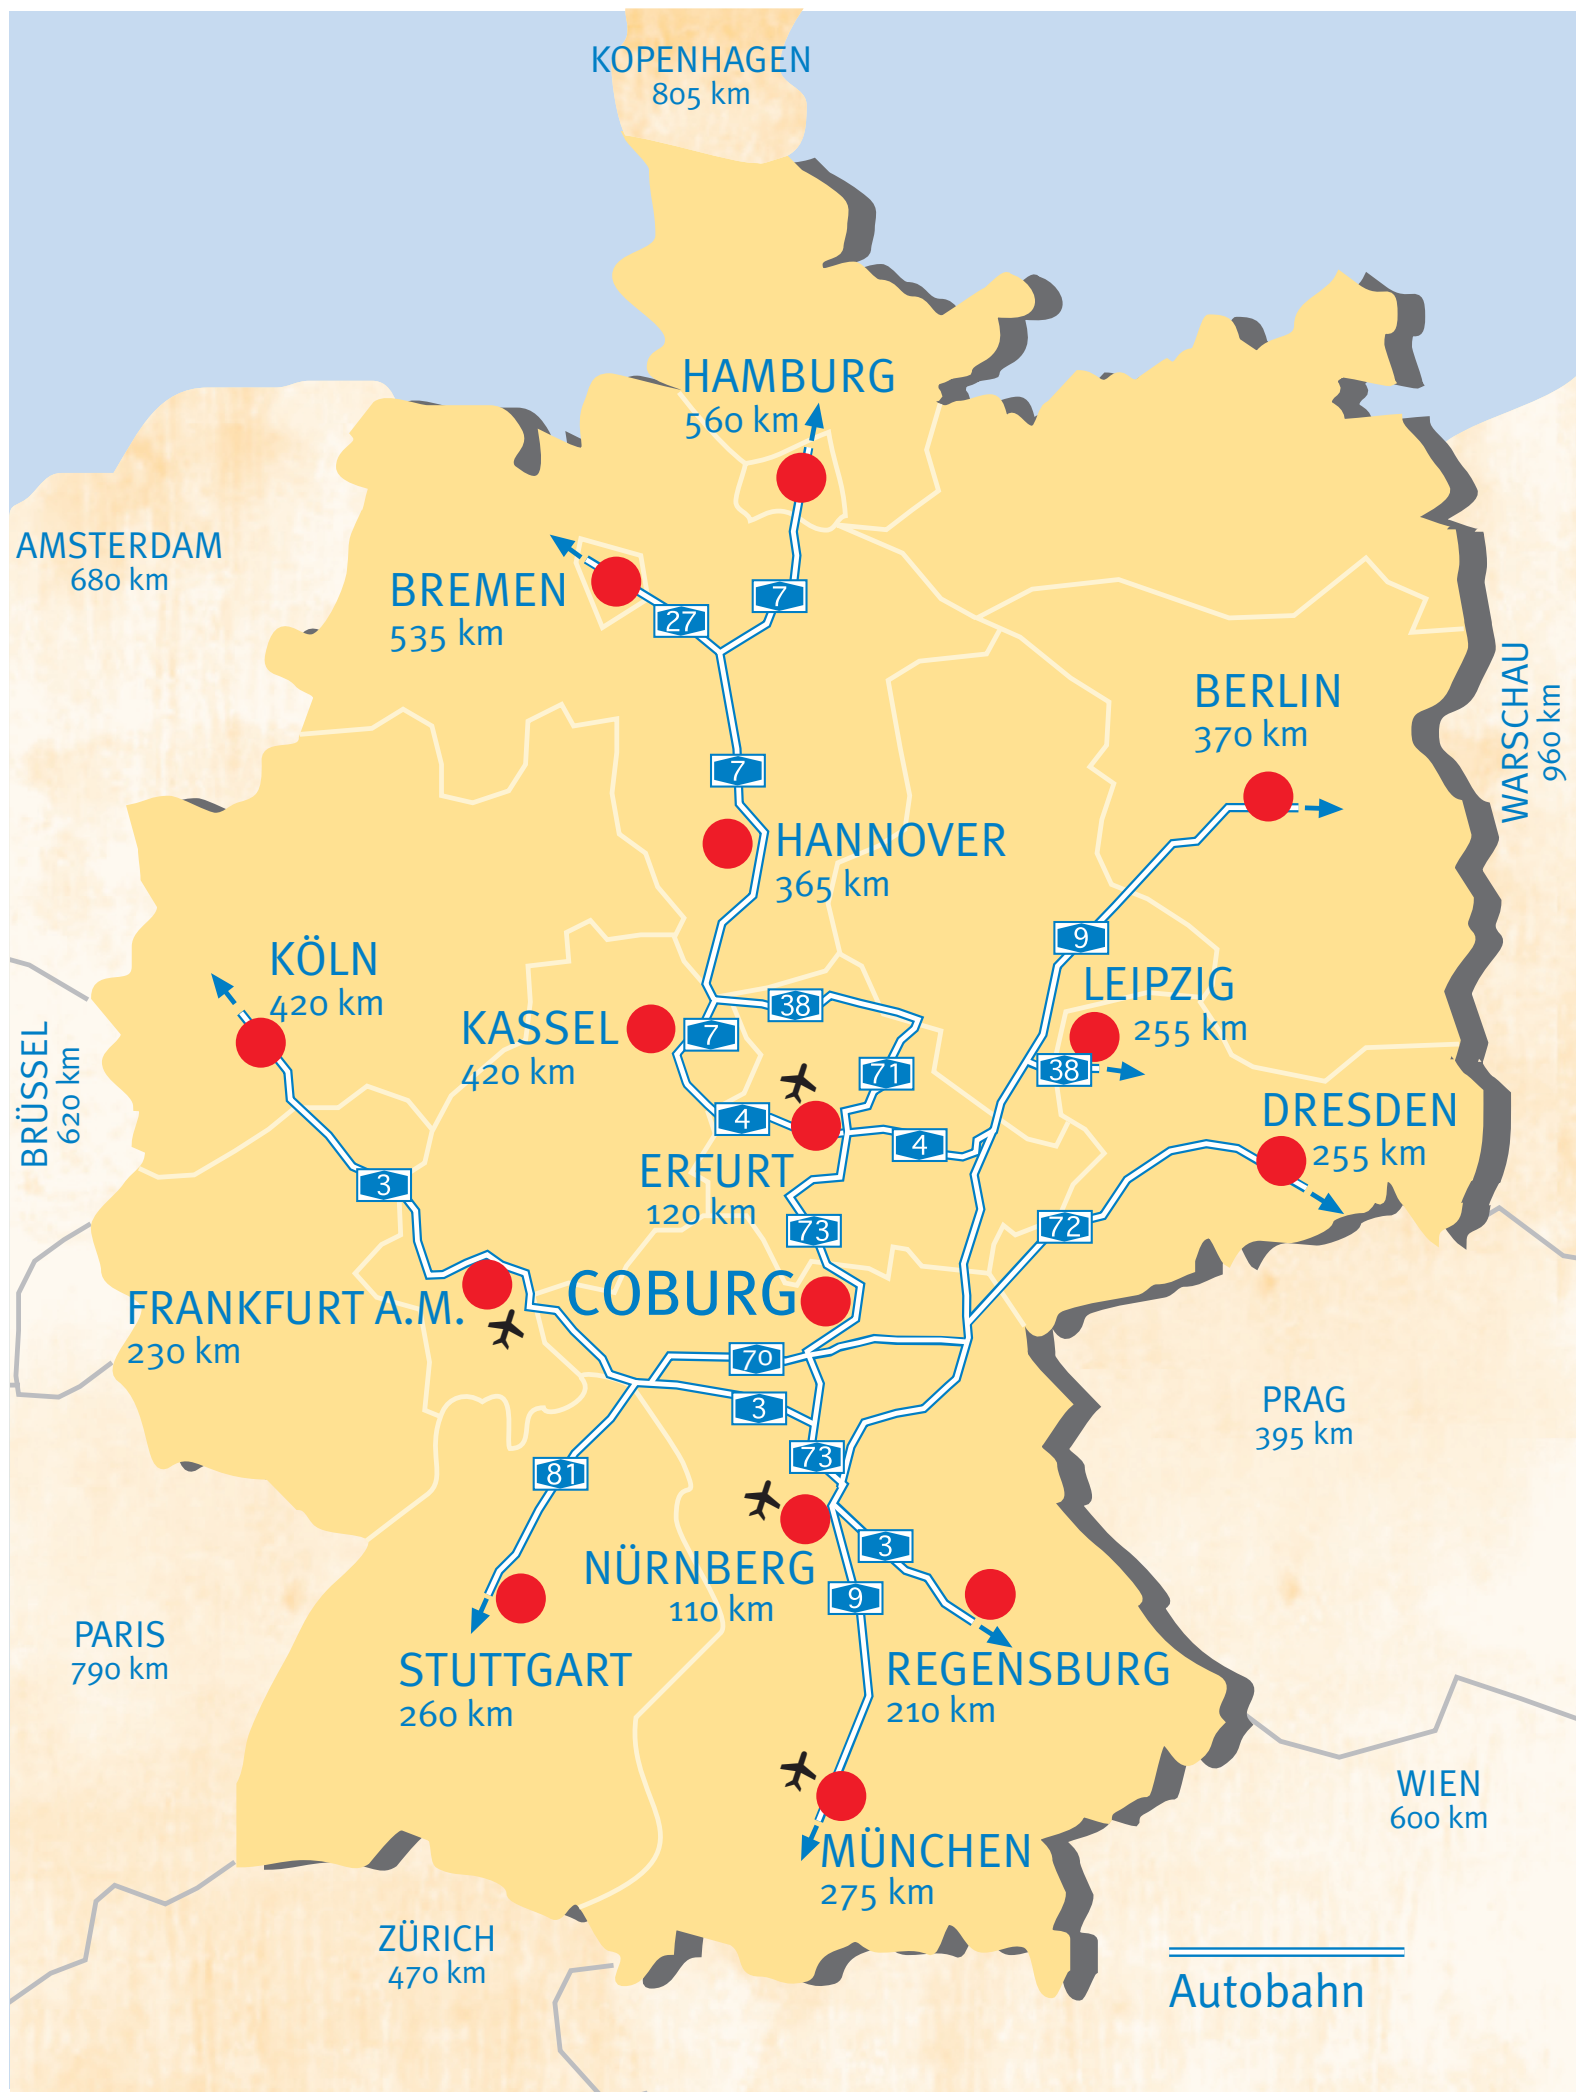 KOPENHAGEN
805 km
HAMBURG
560 km
AMSTERDAM
680 km
BREMEN
535 km
7
27
WARSCHAU
960 km
BERLIN
370 km
7
HANNOVER
365 km
9
KÖLN
420 km
LEIPZIG
255 km
38
KASSEL
420 km
7
BRÜSSEL
620 km
71
38
4
DRESDEN
255 km
4
ERFURT
120 km
3
73
72
COBURG
FRANKFURT A.M.
230 km
70
3
PRAG
395 km
73
81
3
NÜRNBERG
110 km
9
PARIS
790 km
STUTTGART
260 km
REGENSBURG
210 km
WIEN
600 km
MÜNCHEN
275 km
ZÜRICH
470 km
Autobahn